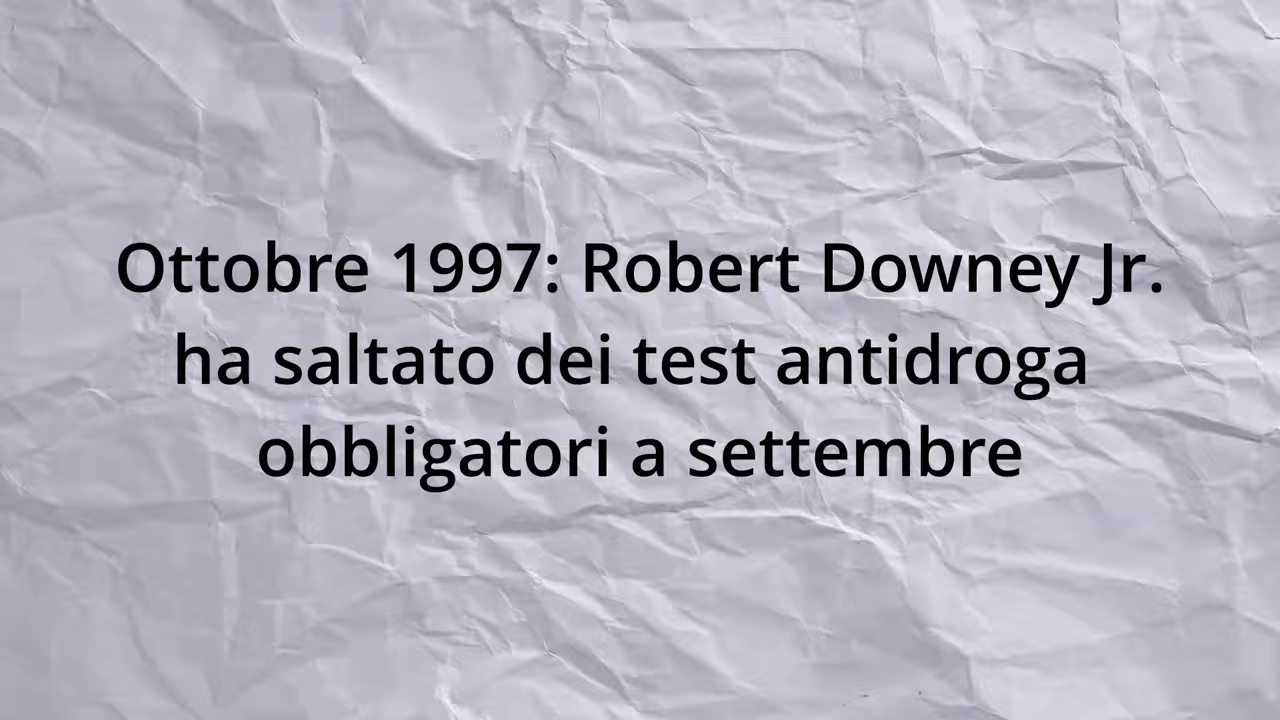 Ottobre 1997: Robert Downey Jr.
ha saltato dei test antidroga
obbligatori a settembre